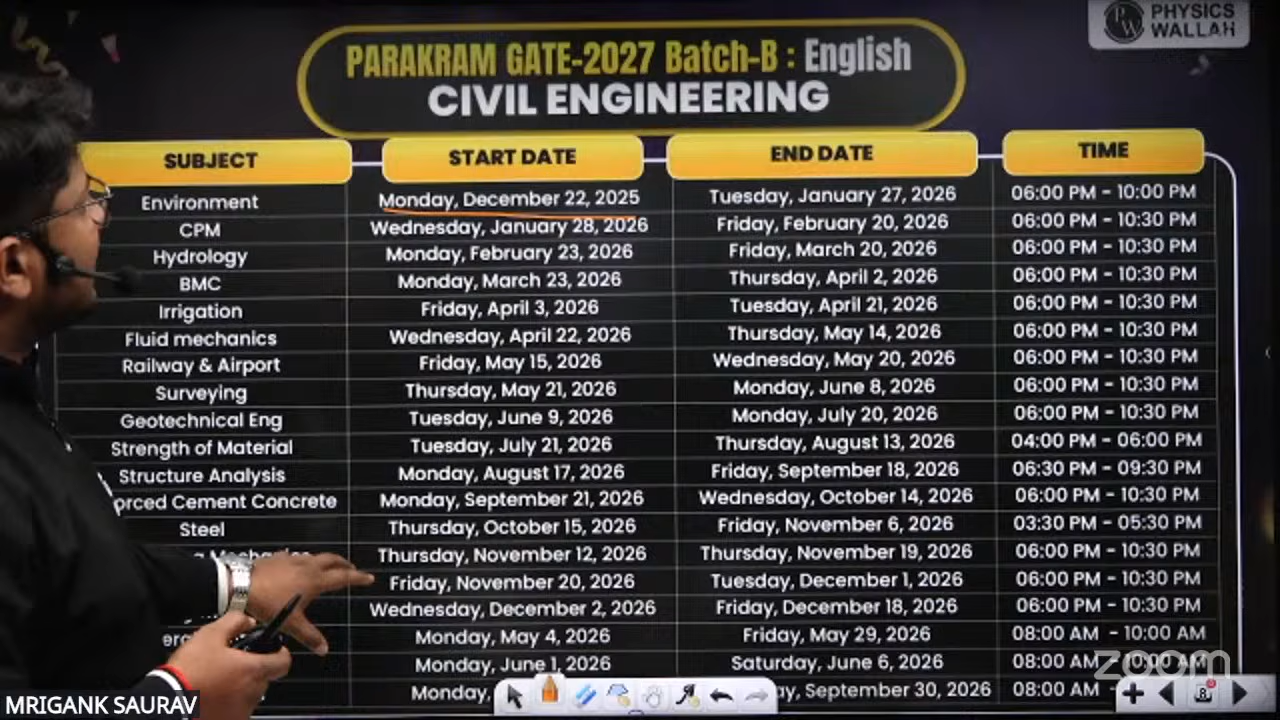 PHYSICS
WALLAH
PARAKRAM GATE-2027 Batch-B : English
CIVIL ENGINEERING
SUBJECT START DATE END DATE TIME
Environment Monday, December 22, 2025 Tuesday, January 27, 2026 06:00 PM - 10:00 PM
CPM Wednesday, January 28, 2026 Friday, February 20, 2026 06:00 PM - 10:30 PM
Hydrology Monday, February 23, 2026 Friday, March 20, 2026 06:00 PM - 10:30 PM
BMC Monday, March 23, 2026 Thursday, April 2, 2026 06:00 PM - 10:30 PM
Irrigation Friday, April 3, 2026 Tuesday, April 21, 2026 06:00 PM - 10:30 PM
Fluid mechanics Wednesday, April 22, 2026 Thursday, May 14, 2026 06:00 PM - 10:30 PM
Railway & Airport Friday, May 15, 2026 Wednesday, May 20, 2026 06:00 PM - 10:30 PM
Surveying Thursday, May 21, 2026 Monday, June 8, 2026 06:00 PM - 10:30 PM
Geotechnical Eng Tuesday, June 9, 2026 Monday, July 20, 2026 06:00 PM - 10:30 PM
Strength of Material Tuesday, July 21, 2026 Thursday, August 13, 2026 04:00 PM - 06:00 PM
Structure Analysis Monday, August 17, 2026 Friday, September 18, 2026 06:30 PM - 09:30 PM
orced Cement Concrete Monday, September 21, 2026 Wednesday, October 14, 2026 06:00 PM - 10:30 PM
Steel Thursday, October 15, 2026 Friday, November 6, 2026 03:30 PM - 05:30 PM
Mechanics Thursday, November 12, 2026 Thursday, November 19, 2026 06:00 PM - 10:30 PM
Friday, November 20, 2026 Tuesday, December 1, 2026 06:00 PM - 10:30 PM
Wednesday, December 2, 2026 Friday, December 18, 2026 06:00 PM - 10:30 PM
Monday, May 4, 2026 Friday, May 29, 2026 08:00 AM - 10:00 AM
Monday, June 1, 2026 Saturday, June 6, 2026 08:00 AM - 10:00 AM
Monday, September 30, 2026 08:00 AM -
zoom
MRIGANK SAURAV